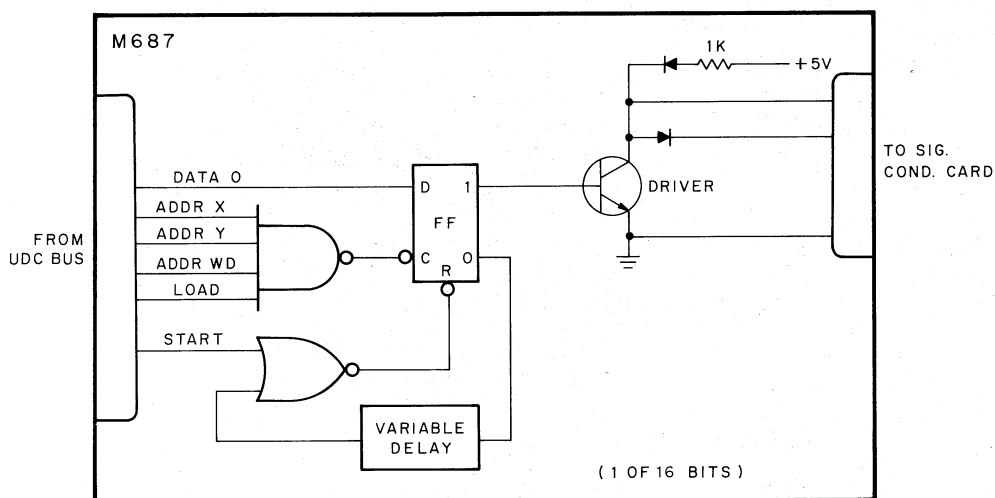 M687
1K
+5V
TO SIG.
COND. CARD
DATA 0
D 1
DRIVER
ADDR X
FF
ADDR Y
FROM
UDC BUS
ADDR WD
C 0
R
LOAD
START
VARIABLE
DELAY
(1 OF 16 BITS)